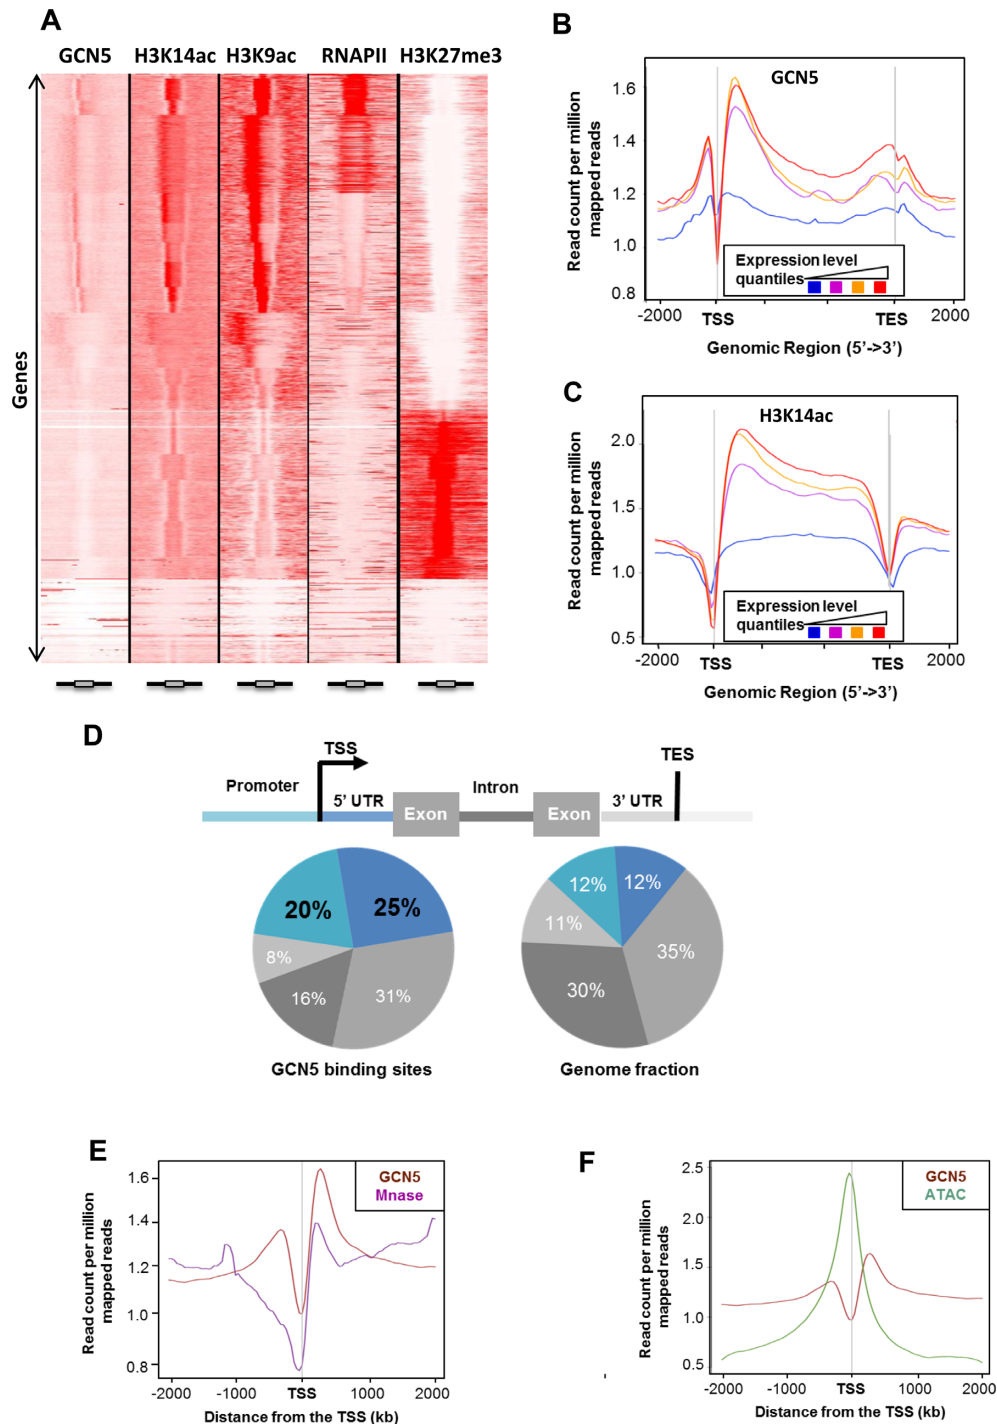 A
GCN5 H3K14ac H3K9ac RNAPII H3K27me3
Genes
B
GCN5
Read count per million
mapped reads
1.6
1.4
1.2
1.0
0.8
Expression level
quantiles
-2000 TSS TES 2000
Genomic Region (5'->3')
C
H3K14ac
Read count per million
mapped reads
2.0
1.5
1.0
0.5
Expression level
quantiles
-2000 TSS TES 2000
Genomic Region (5'->3')
D
TSS
TES
Promoter
5' UTR
Exon
Intron
Exon
3' UTR
20%
25%
8%
16%
31%
GCN5 binding sites
12%
12%
11%
35%
30%
Genome fraction
E
GCN5
Mnase
Read count per million
mapped reads
1.6
1.4
1.2
1.0
0.8
-2000 -1000 TSS 1000 2000
Distance from the TSS (kb)
F
GCN5
ATAC
Read count per million
mapped reads
2.5
2.0
1.5
1.0
0.5
-2000 -1000 TSS 1000 2000
Distance from the TSS (kb)